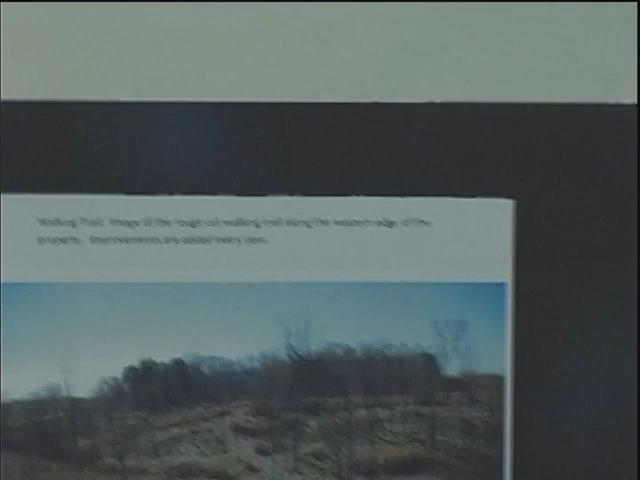 Walking Trail. Image of the rough cut walking trail along the western edge of the
property. Improvements are added every year.